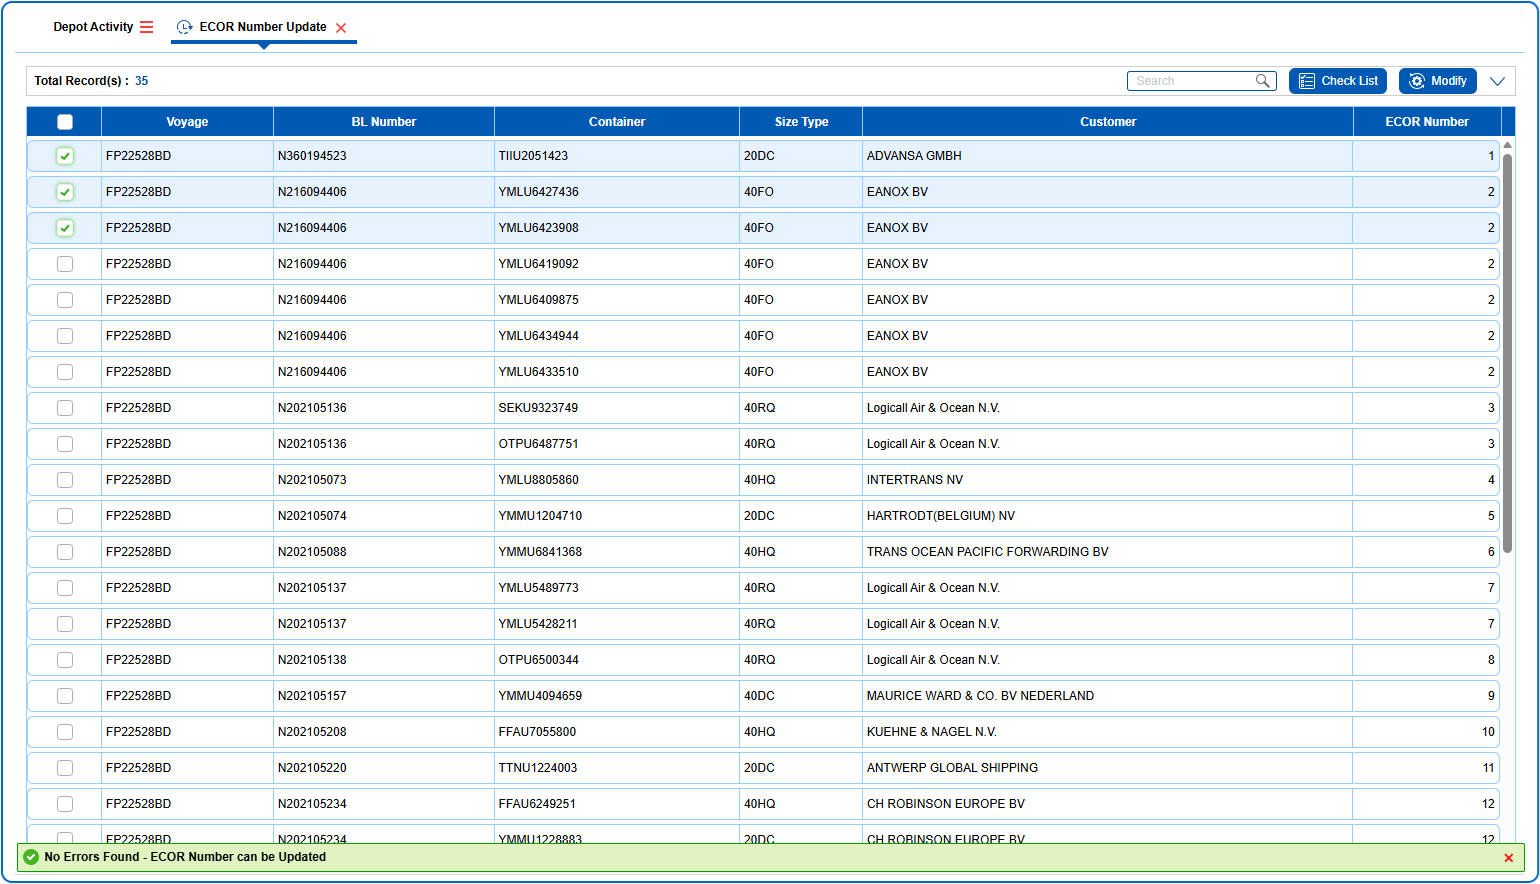 Depot Activity ECOR Number Update
Total Record(s) : 35 Search Check List Modify
Voyage BL Number Container Size Type Customer ECOR Number
FP22528BD N360194523 TIIU2051423 20DC ADVANSA GMBH 1
FP22528BD N216094406 YMLU6427436 40FO EANOX BV 2
FP22528BD N216094406 YMLU6423908 40FO EANOX BV 2
FP22528BD N216094406 YMLU6419092 40FO EANOX BV 2
FP22528BD N216094406 YMLU6409875 40FO EANOX BV 2
FP22528BD N216094406 YMLU6434944 40FO EANOX BV 2
FP22528BD N216094406 YMLU6433510 40FO EANOX BV 2
FP22528BD N202105136 SEKU9323749 40RQ Logicall Air & Ocean N.V. 3
FP22528BD N202105136 OTPU6487751 40RQ Logicall Air & Ocean N.V. 3
FP22528BD N202105073 YMLU8805860 40HQ INTERTRANS NV 4
FP22528BD N202105074 YMMU1204710 20DC HARTRODT(BELGIUM) NV 5
FP22528BD N202105088 YMMU6841368 40HQ TRANS OCEAN PACIFIC FORWARDING BV 6
FP22528BD N202105137 YMLU5489773 40RQ Logicall Air & Ocean N.V. 7
FP22528BD N202105137 YMLU5428211 40RQ Logicall Air & Ocean N.V. 7
FP22528BD N202105138 OTPU6500344 40RQ Logicall Air & Ocean N.V. 8
FP22528BD N202105157 YMMU4094659 40DC MAURICE WARD & CO. BV NEDERLAND 9
FP22528BD N202105208 FFAU7055800 40HQ KUEHNE & NAGEL N.V. 10
FP22528BD N202105220 TTNU1224003 20DC ANTWERP GLOBAL SHIPPING 11
FP22528BD N202105234 FFAU6249251 40HQ CH ROBINSON EUROPE BV 12
FP22528BD N202105234 YMMU1228883 20DC CH ROBINSON EUROPE BV 12
No Errors Found - ECOR Number can be Updated